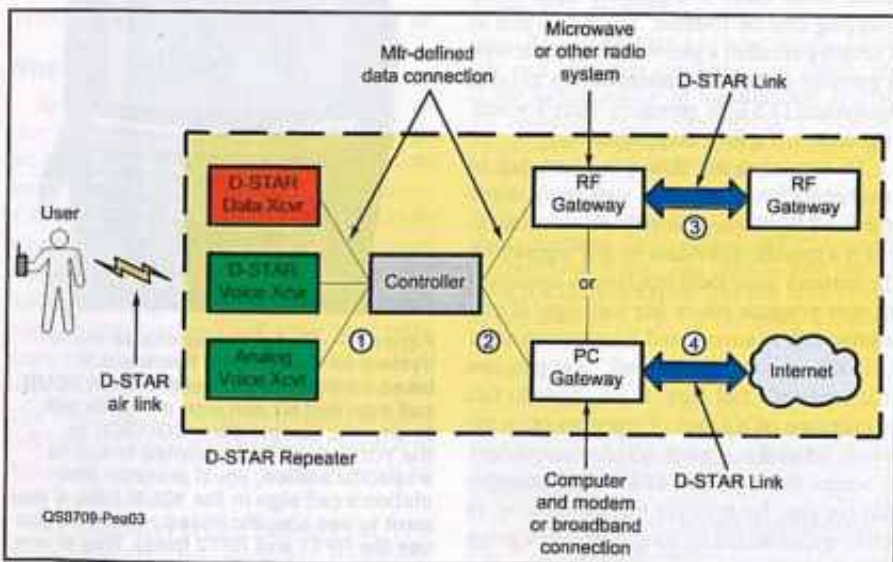 Mfr-defined
data connection
Microwave
or other radio
system
D-STAR Link
User
D-STAR
Data Xcvr
RF
Gateway
RF
Gateway
3
D-STAR
Voice Xcvr
Controller
or
1
2
4
Analog
Voice Xcvr
PC
Gateway
Internet
D-STAR
air link
D-STAR Repeater
D-STAR Link
Computer
and modem
or broadband
connection